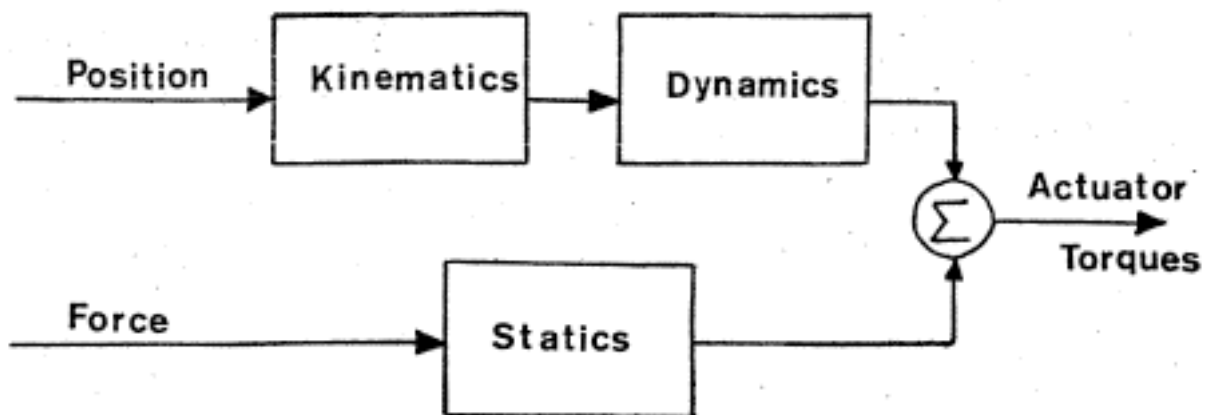 Position
Kinematics
Dynamics
Σ
Actuator
Torques
Force
Statics